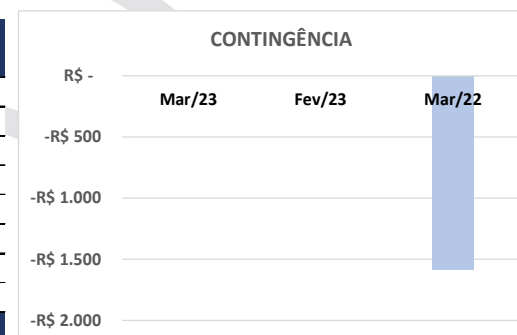 CONTINGÊNCIA
R$ -
Mar/23 Fev/23 Mar/22
-R$ 500
-R$ 1.000
-R$ 1.500
-R$ 2.000